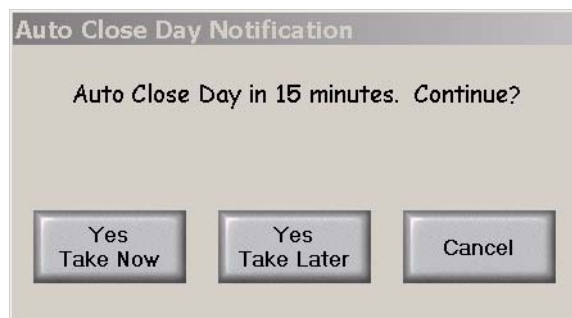 Auto Close Day Notification
Auto Close Day in 15 minutes. Continue?
Yes
Take Now
Yes
Take Later
Cancel